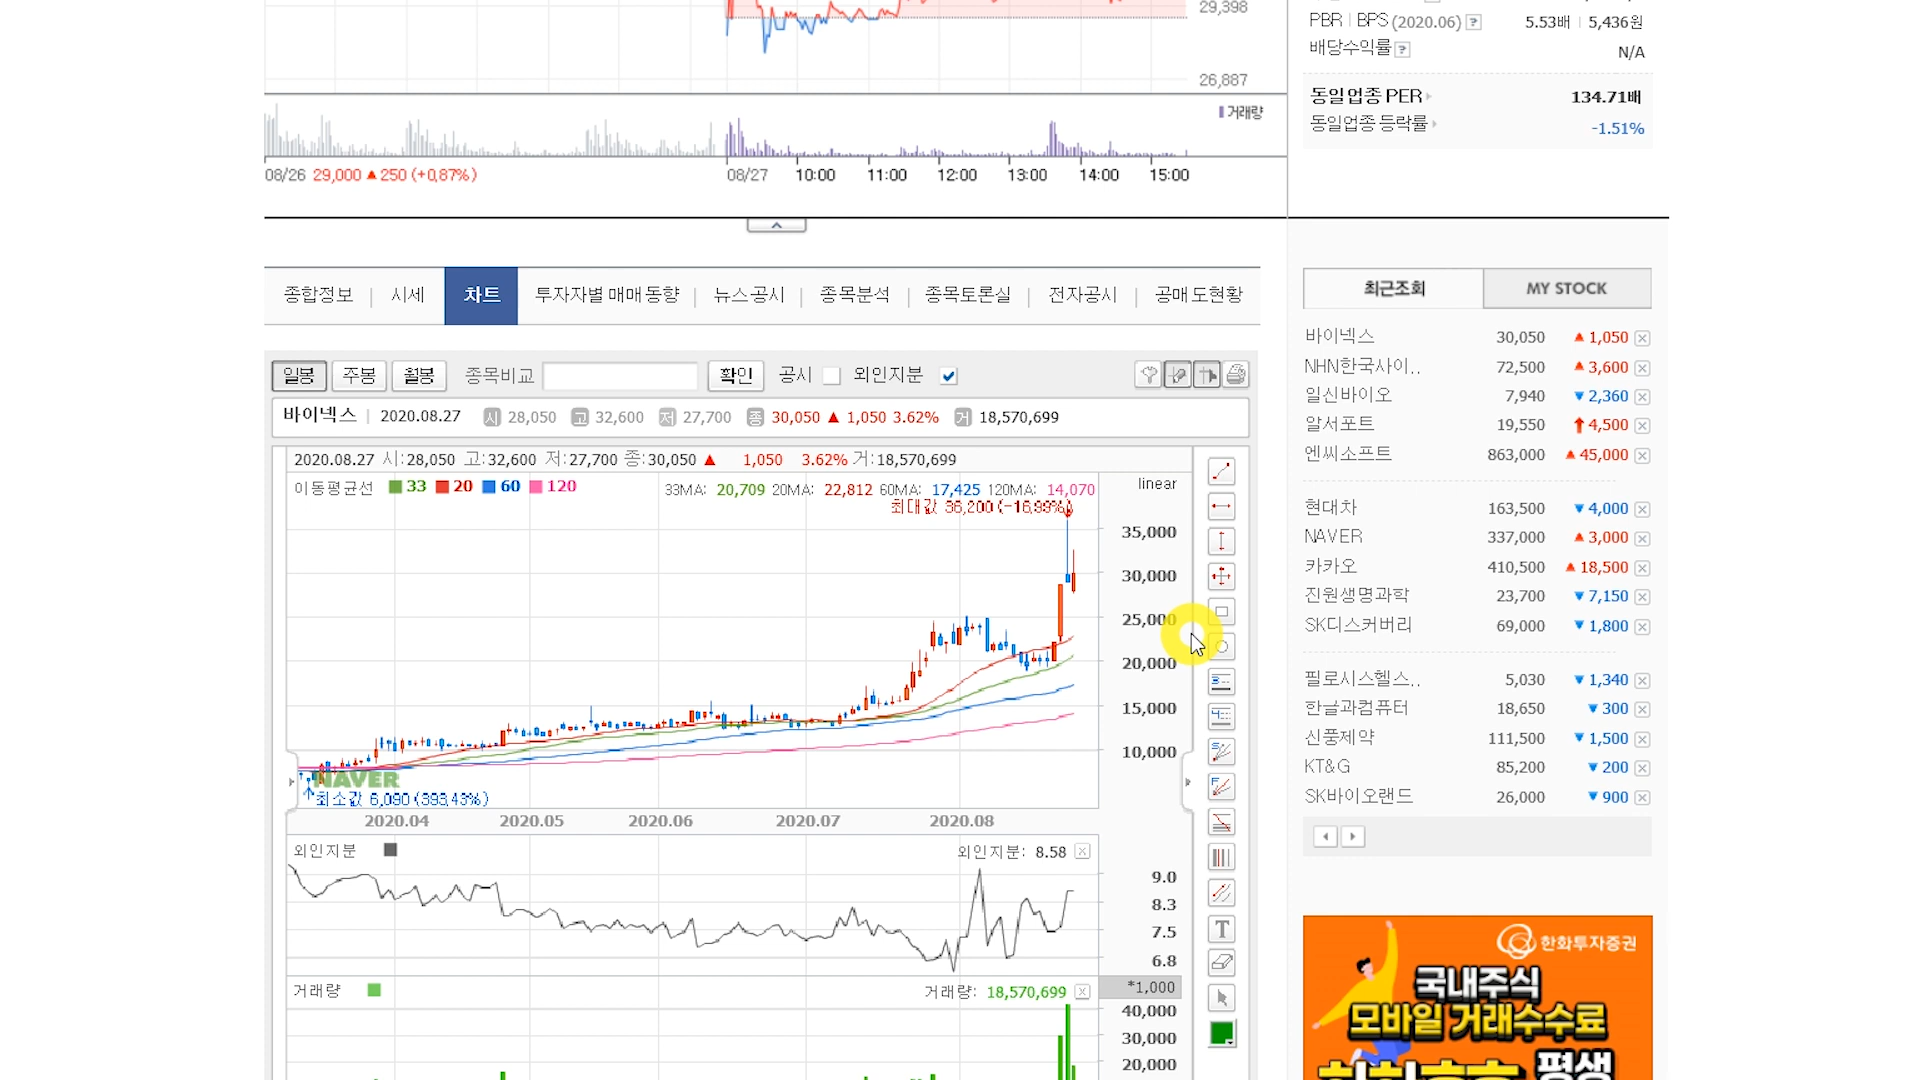 29,398
26,887
거래량
08/26 29,000 ▲ 250 (+0,87%)
08/27 10:00 11:00 12:00 13:00 14:00 15:00
PBR | BPS (2020.06) ? 5.53배 | 5,436원
배당수익률 ? N/A
동일업종 PER 134.71배
동일업종 등락률 -1.51%
종합정보 | 시세 차트 투자자별 매매동향 | 뉴스·공시 | 종목분석 | 종목토론실 | 전자공시 | 공매도현황
일봉 주봉 월봉 종목비교 확인 공시 외인지분
바이넥스 | 2020.08.27 시 28,050 고 32,600 저 27,700 종 30,050 ▲ 1,050 3.62% 거 18,570,699
2020.08.27 시:28,050 고:32,600 저:27,700 종:30,050 ▲ 1,050 3.62% 거:18,570,699
이동평균선 33 20 60 120 33MA: 20,709 20MA: 22,812 60MA: 17,425 120MA: 14,070
최대값 36,200 (-16,99%)
linear
35,000
30,000
25,000
20,000
15,000
10,000
NAVER
최소값 6,090 (393,43%)
2020.04 2020.05 2020.06 2020.07 2020.08
외인지분 외인지분: 8.58
9.0
8.3
7.5
6.8
거래량 거래량: 18,570,699
*1,000
40,000
30,000
20,000
T
최근조회 MY STOCK
바이넥스 30,050 ▲ 1,050
NHN한국사이.. 72,500 ▲ 3,600
일신바이오 7,940 ▼ 2,360
알서포트 19,550 ↑ 4,500
엔씨소프트 863,000 ▲ 45,000
현대차 163,500 ▼ 4,000
NAVER 337,000 ▲ 3,000
카카오 410,500 ▲ 18,500
진원생명과학 23,700 ▼ 7,150
SK디스커버리 69,000 ▼ 1,800
필로시스헬스.. 5,030 ▼ 1,340
한글과컴퓨터 18,650 ▼ 300
신풍제약 111,500 ▼ 1,500
KT&G 85,200 ▼ 200
SK바이오랜드 26,000 ▼ 900
한화투자증권
국내주식
모바일 거래수수료
평생